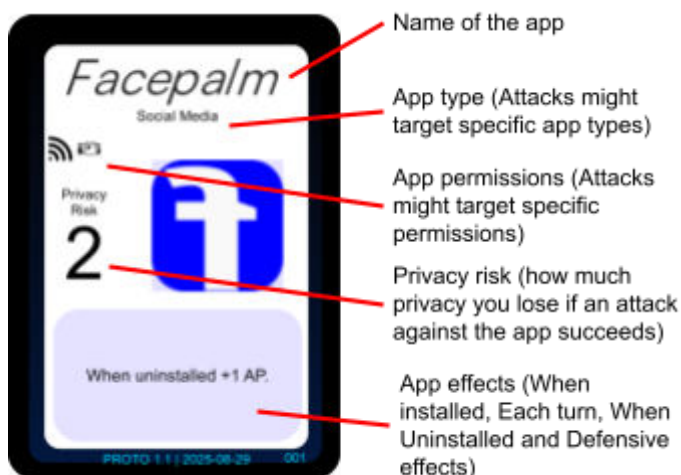 Facepalm
Social Media
Privacy
Risk
2
When uninstalled +1 AP.
PROTO 1.1 | 2025-08-29 001
Name of the app
App type (Attacks might
target specific app types)
App permissions (Attacks
might target specific
permissions)
Privacy risk (how much
privacy you lose if an attack
against the app succeeds)
App effects (When
installed, Each turn, When
Uninstalled and Defensive
effects)